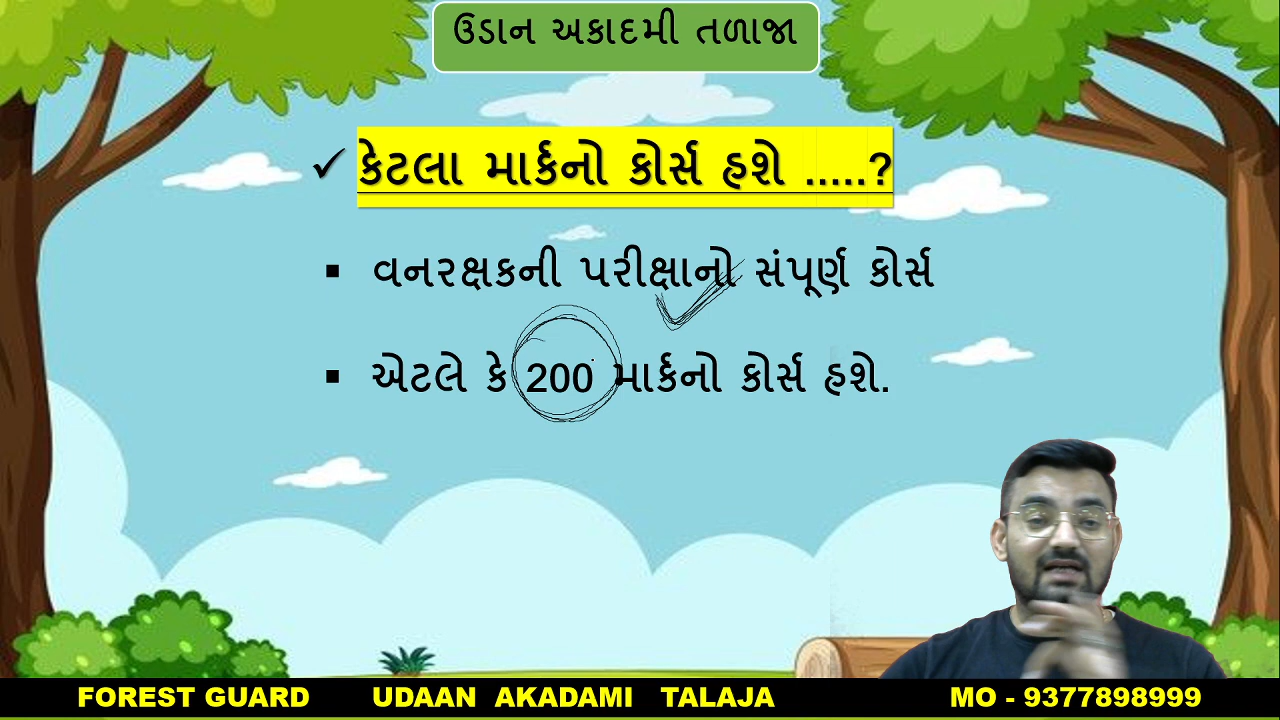 ઉડાન અકાદમી તળાજા
✓ કેટલા માર્કનો કોર્સ હશે .....?
▪ વનરક્ષકની પરીક્ષાનો સંપૂર્ણ કોર્સ
▪ એટલે કે 200 માર્કનો કોર્સ હશે.
FOREST GUARD UDAAN AKADAMI TALAJA MO - 9377898999